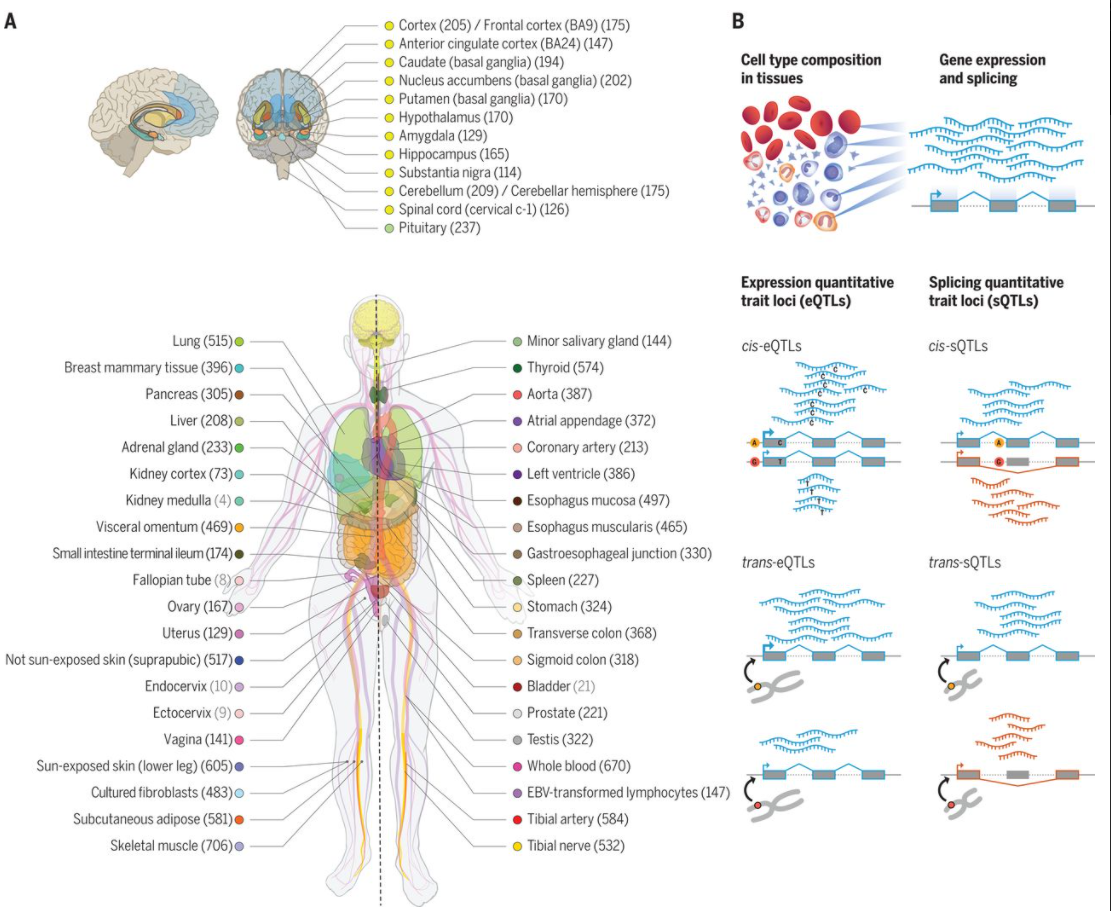 A
Cortex (205) / Frontal cortex (BA9) (175)
Anterior cingulate cortex (BA24) (147)
Caudate (basal ganglia) (194)
Nucleus accumbens (basal ganglia) (202)
Putamen (basal ganglia) (170)
Hypothalamus (170)
Amygdala (129)
Hippocampus (165)
Substantia nigra (114)
Cerebellum (209) / Cerebellar hemisphere (175)
Spinal cord (cervical c-1) (126)
Pituitary (237)
Lung (515)
Breast mammary tissue (396)
Pancreas (305)
Liver (208)
Adrenal gland (233)
Kidney cortex (73)
Kidney medulla (4)
Visceral omentum (469)
Small intestine terminal ileum (174)
Fallopian tube (8)
Ovary (167)
Uterus (129)
Not sun-exposed skin (suprapubic) (517)
Endocervix (10)
Ectocervix (9)
Vagina (141)
Sun-exposed skin (lower leg) (605)
Cultured fibroblasts (483)
Subcutaneous adipose (581)
Skeletal muscle (706)
Minor salivary gland (144)
Thyroid (574)
Aorta (387)
Atrial appendage (372)
Coronary artery (213)
Left ventricle (386)
Esophagus mucosa (497)
Esophagus muscularis (465)
Gastroesophageal junction (330)
Spleen (227)
Stomach (324)
Transverse colon (368)
Sigmoid colon (318)
Bladder (21)
Prostate (221)
Testis (322)
Whole blood (670)
EBV-transformed lymphocytes (147)
Tibial artery (584)
Tibial nerve (532)
B
Cell type composition
in tissues
Gene expression
and splicing
Expression quantitative
trait loci (eQTLs)
Splicing quantitative
trait loci (sQTLs)
cis-eQTLs
C
C
C
C
C
C
C
C
A
C
G
T
T
T
T
T
cis-sQTLs
A
G
trans-eQTLs
trans-sQTLs